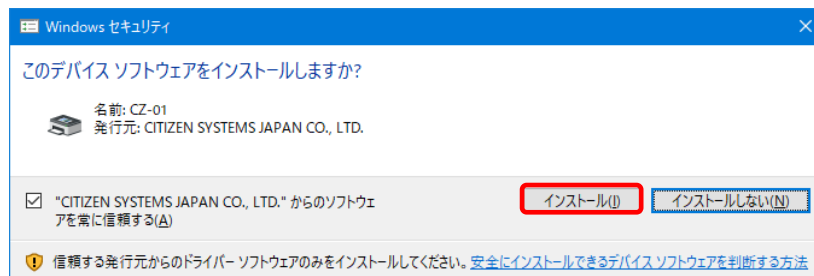 Windows セキュリティ
このデバイス ソフトウェアをインストールしますか?
名前: CZ-01
発行元: CITIZEN SYSTEMS JAPAN CO., LTD.
"CITIZEN SYSTEMS JAPAN CO., LTD." からのソフトウェ
アを常に信頼する(A)
インストール(I)
インストールしない(N)
信頼する発行元からのドライバー ソフトウェアのみをインストールしてください。安全にインストールできるデバイス ソフトウェアを判断する方法